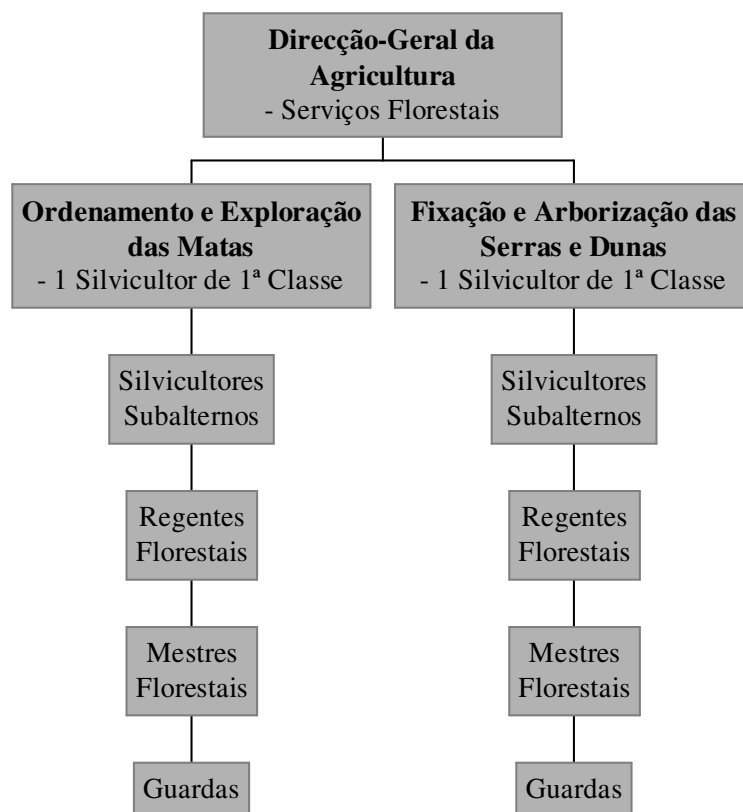 Direcção-Geral da
Agricultura
- Serviços Florestais
Ordenamento e Exploração
das Matas
- 1 Silvicultor de 1ª Classe
Fixação e Arborização das
Serras e Dunas
- 1 Silvicultor de 1ª Classe
Silvicultores
Subalternos
Silvicultores
Subalternos
Regentes
Florestais
Regentes
Florestais
Mestres
Florestais
Mestres
Florestais
Guardas
Guardas